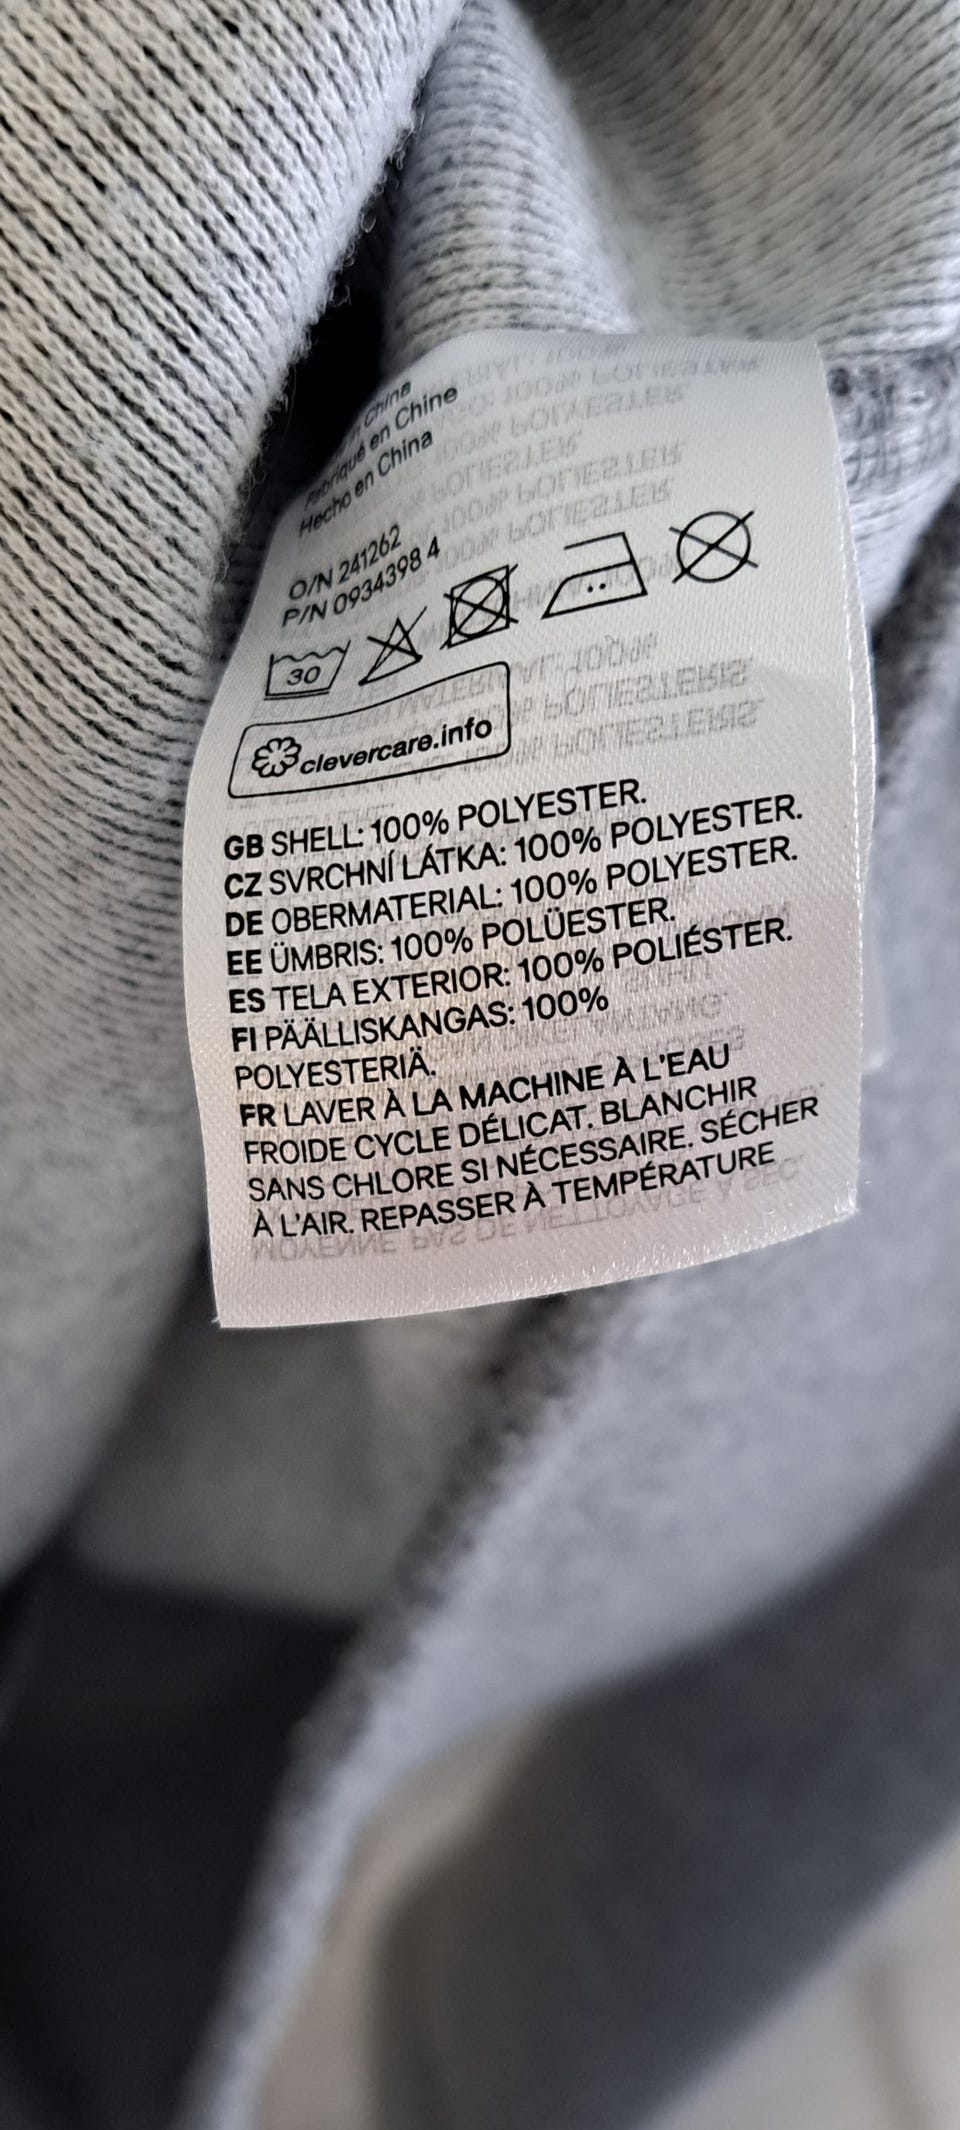 China
Fabriqué en Chine
Hecho en China
O/N 241262
P/N 0934398 4
30
clevercare.info
GB SHELL: 100% POLYESTER.
CZ SVRCHNÍ LÁTKA: 100% POLYESTER.
DE OBERMATERIAL: 100% POLYESTER.
EE ÜMBRIS: 100% POLÜESTER.
ES TELA EXTERIOR: 100% POLIÉSTER.
FI PÄÄLLISKANGAS: 100%
POLYESTERIÄ.
FR LAVER À LA MACHINE À L'EAU
FROIDE CYCLE DÉLICAT. BLANCHIR
SANS CHLORE SI NÉCESSAIRE. SÉCHER
À L'AIR. REPASSER À TEMPÉRATURE